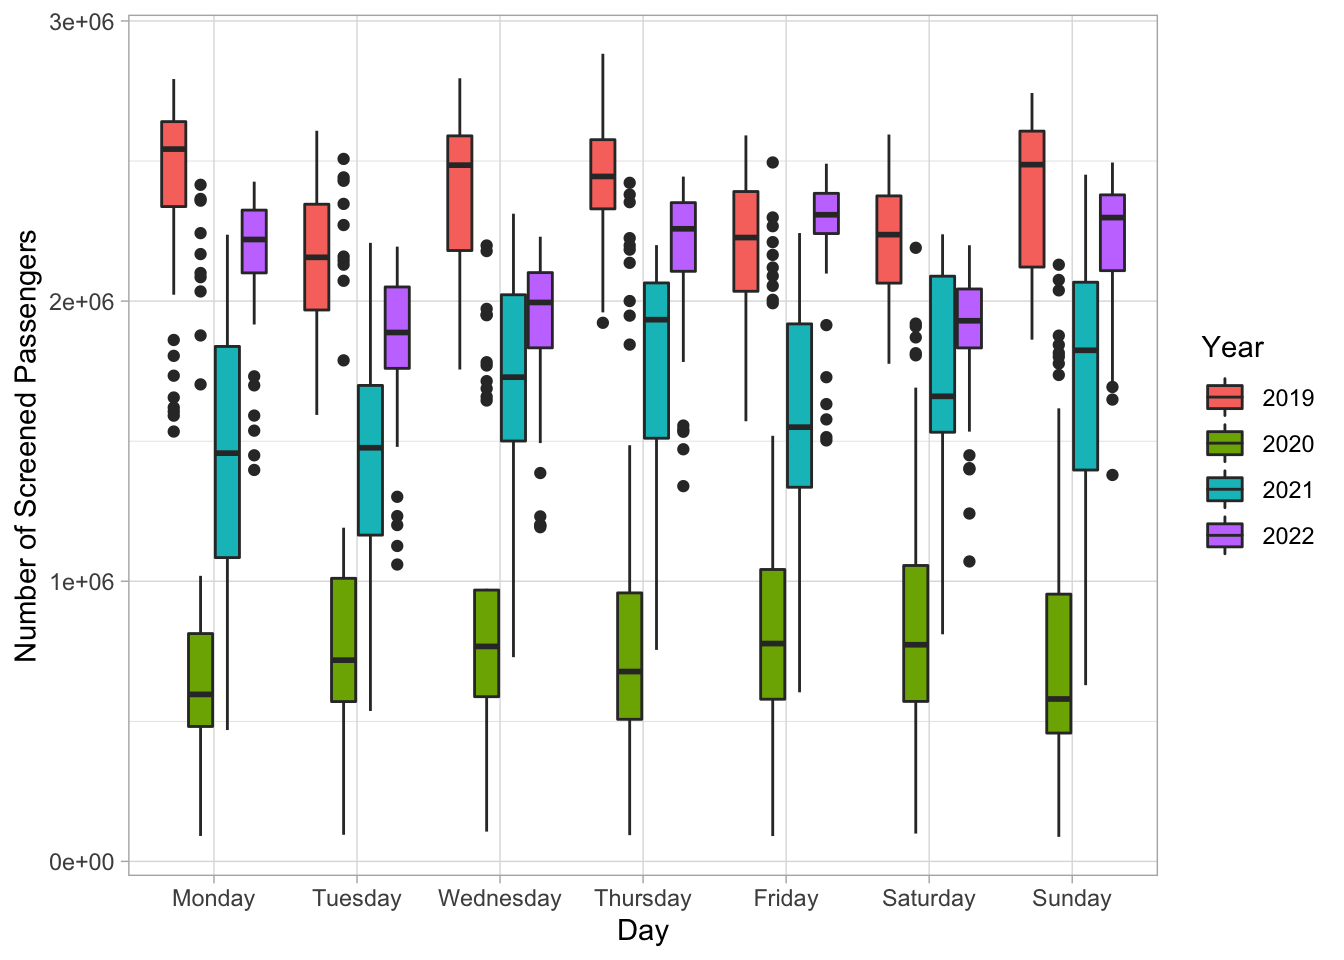 3e+06
2e+06
1e+06
0e+00
Number of Screened Passengers
Monday Tuesday Wednesday Thursday Friday Saturday Sunday
Day
Year
2019
2020
2021
2022